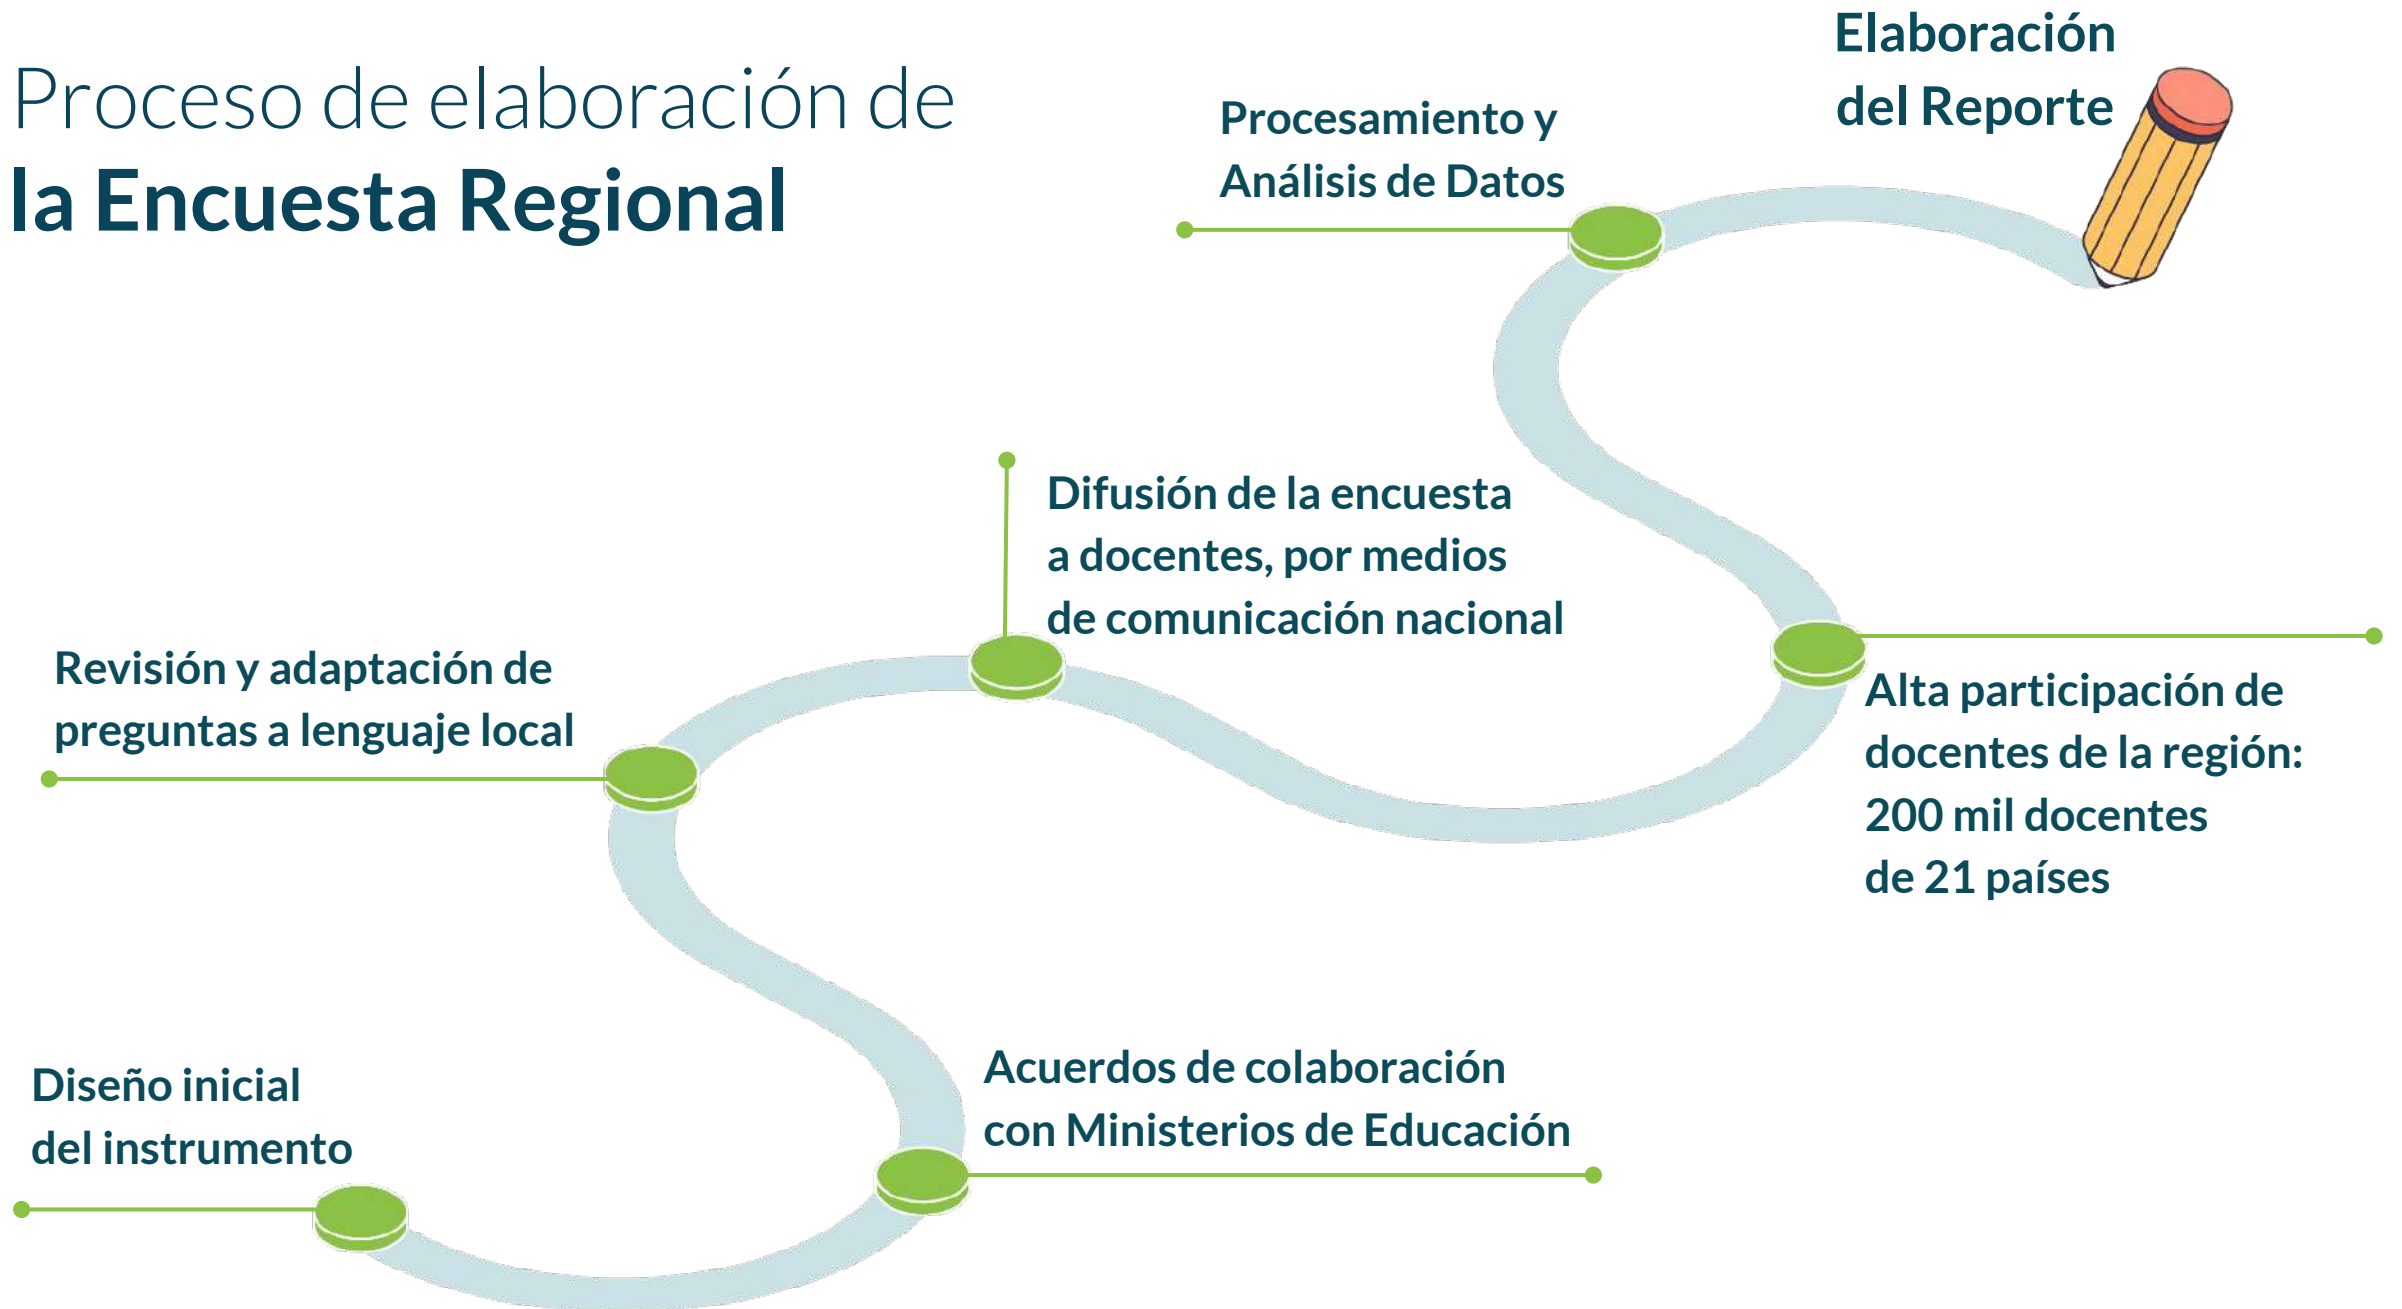 Proceso de elaboración de
la Encuesta Regional
Elaboración
del Reporte
Procesamiento y
Análisis de Datos
Difusión de la encuesta
a docentes, por medios
de comunicación nacional
Revisión y adaptación de
preguntas a lenguaje local
Alta participación de
docentes de la región:
200 mil docentes
de 21 países
Diseño inicial
del instrumento
Acuerdos de colaboración
con Ministerios de Educación